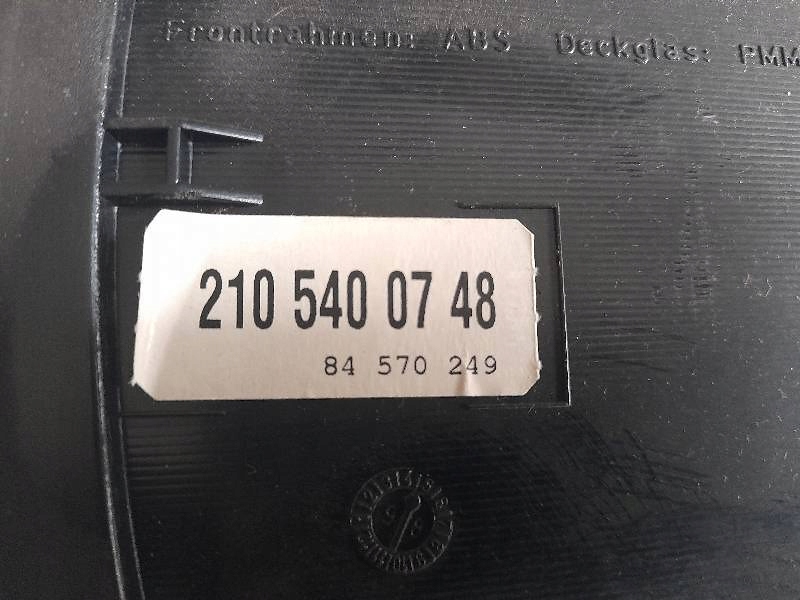 Frontrahmen: ABS Deckglas: PMM
210 540 07 48
84 570 249